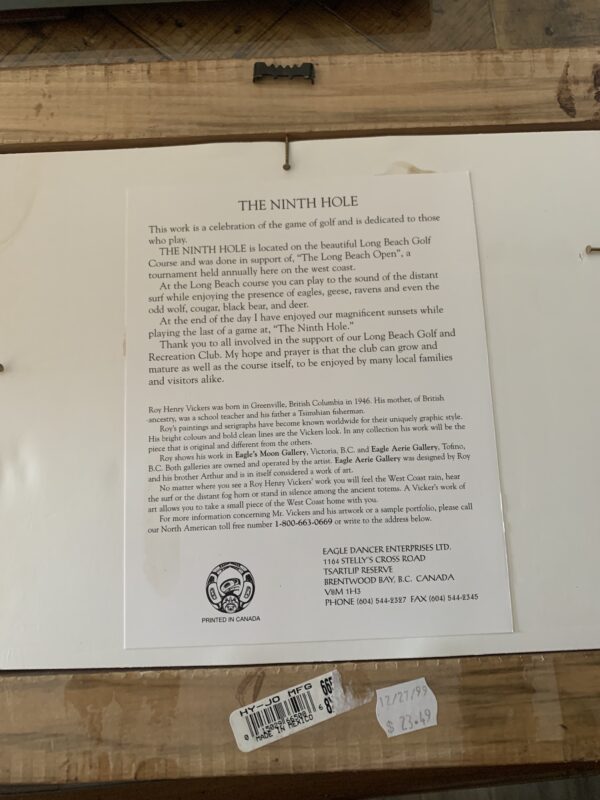 THE NINTH HOLE
This work is a celebration of the game of golf and is dedicated to those
who play.
THE NINTH HOLE is located on the beautiful Long Beach Golf
Course and was done in support of, "The Long Beach Open", a
tournament held annually here on the west coast.
At the Long Beach course you can play to the sound of the distant
surf while enjoying the presence of eagles, geese, ravens and even the
odd wolf, cougar, black bear, and deer.
At the end of the day I have enjoyed our magnificent sunsets while
playing the last of a game at, "The Ninth Hole."
Thank you to all involved in the support of our Long Beach Golf and
Recreation Club. My hope and prayer is that the club can grow and
mature as well as the course itself, to be enjoyed by many local families
and visitors alike.
Roy Henry Vickers was born in Greenville, British Columbia in 1946. His mother, of British
ancestry, was a school teacher and his father a Tsimshian fisherman.
Roy's paintings and serigraphs have become known worldwide for their uniquely graphic style.
His bright colours and bold clean lines are the Vickers look. In any collection his work will be the
piece that is original and different from the others.
Roy shows his work in Eagle's Moon Gallery, Victoria, B.C. and Eagle Aerie Gallery, Tofino,
B.C. Both galleries are owned and operated by the artist. Eagle Aerie Gallery was designed by Roy
and his brother Arthur and is in itself considered a work of art.
No matter where you see a Roy Henry Vickers' work you will feel the West Coast rain, hear
the surf or the distant fog horn or stand in silence among the ancient totems. A Vicker's work of
art allows you to take a small piece of the West Coast home with you.
For more information concerning Mr. Vickers and his artwork or a sample portfolio, please call
our North American toll free number 1-800-663-0669 or write to the address below.
EAGLE DANCER ENTERPRISES LTD.
1164 STELLY'S CROSS ROAD
TSARTLIP RESERVE
BRENTWOOD BAY, B.C. CANADA
V8M 1H3
PHONE (604) 544-2327 FAX (604) 544-2345
PRINTED IN CANADA
HY-JO MFG
MADE IN MEXICO
12/27/99
$ 23.49